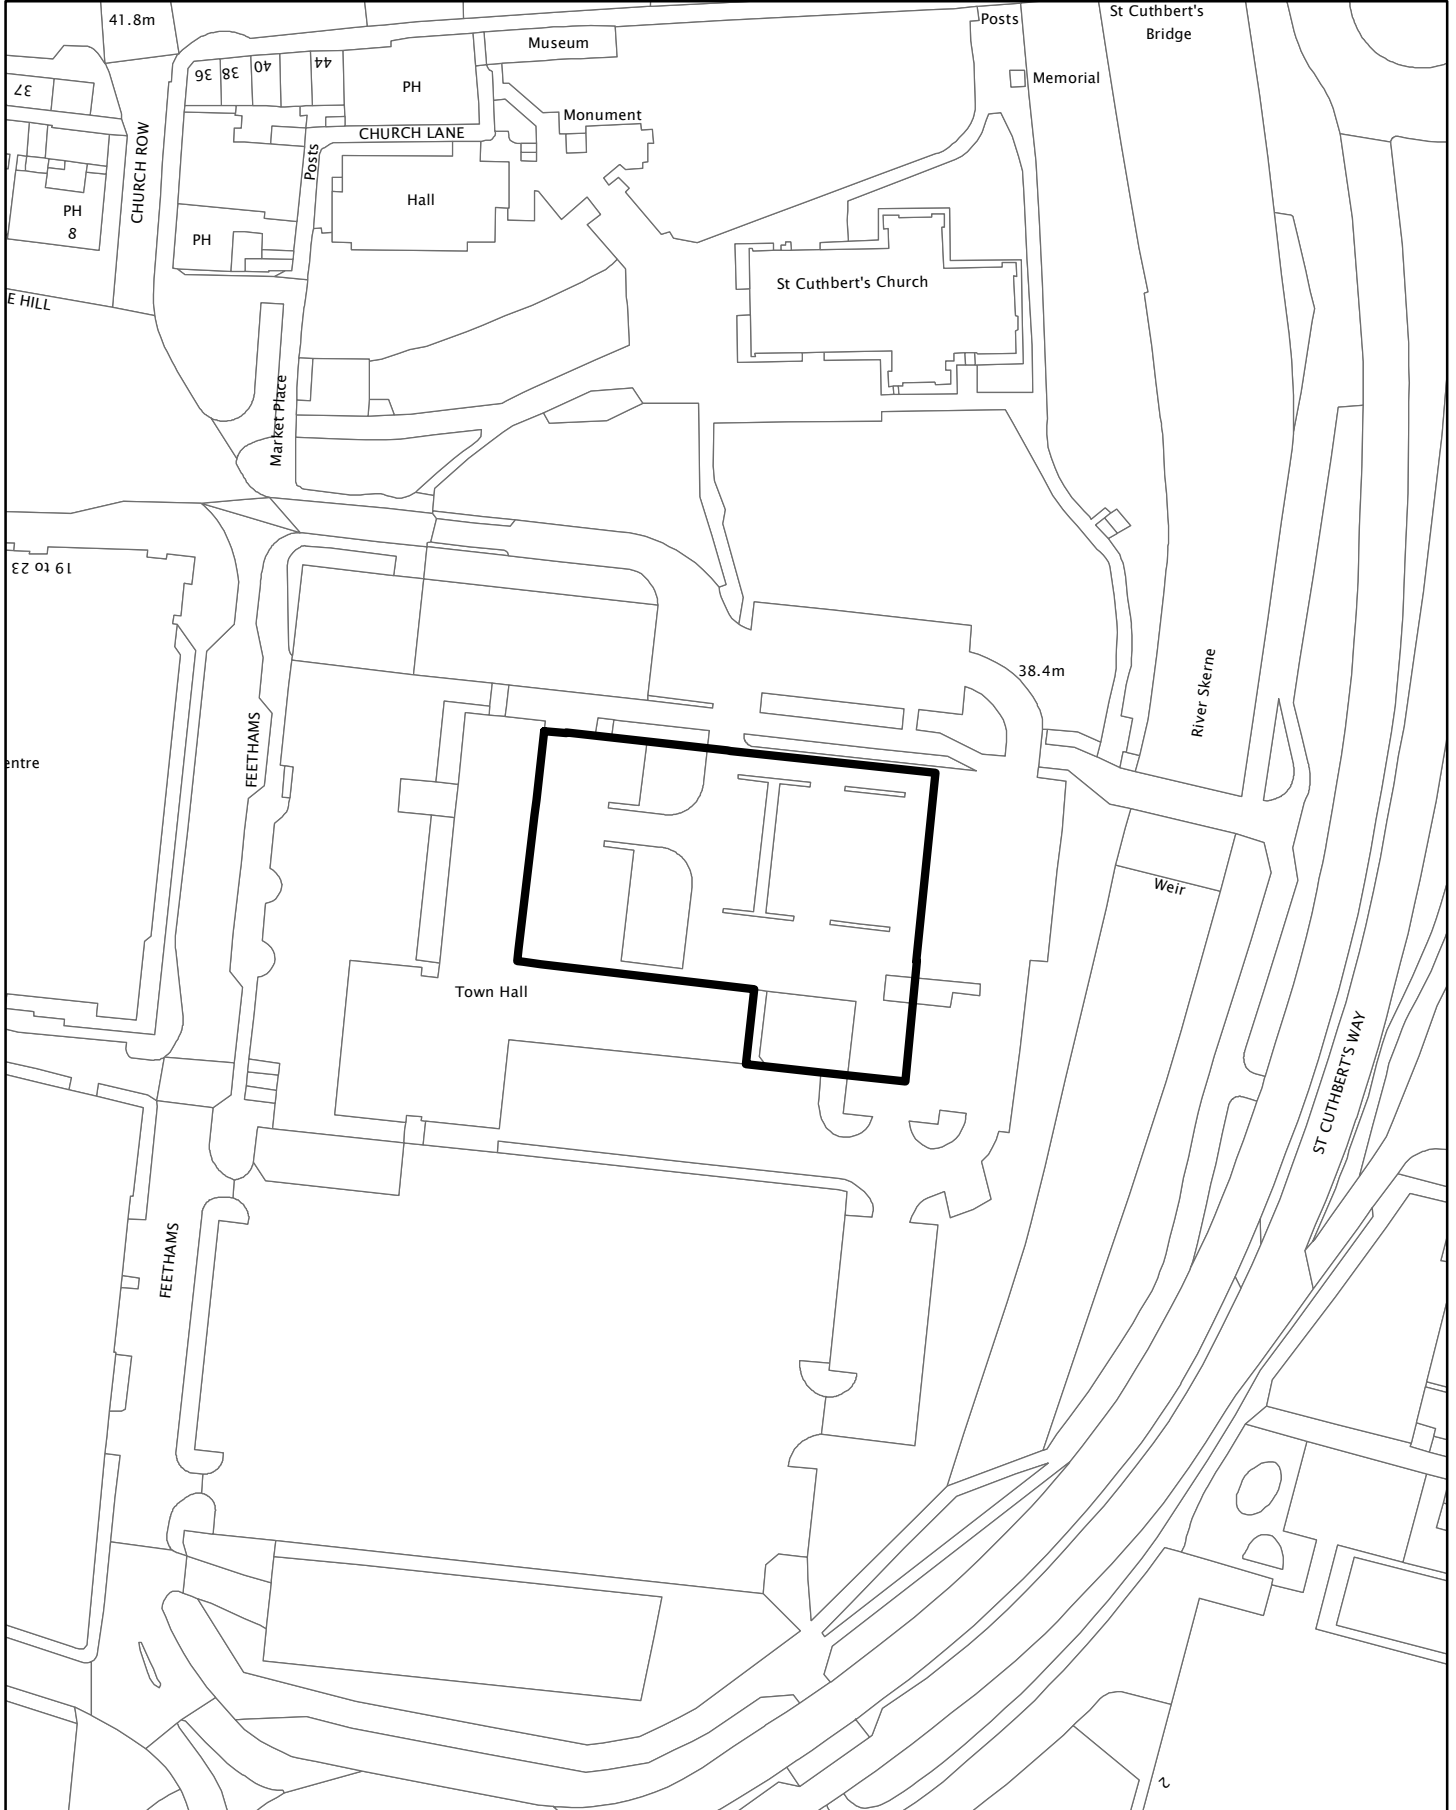 41.8m
Posts
St Cuthbert's
Bridge
Museum
36
38
40
44
PH
Memorial
37
Monument
CHURCH LANE
CHURCH ROW
Posts
Hall
PH
8
PH
St Cuthbert's Church
E HILL
Market Place
19 to 23
38.4m
River Skerne
FEETHAMS
entre
Weir
Town Hall
ST CUTHBERT'S WAY
FEETHAMS
2